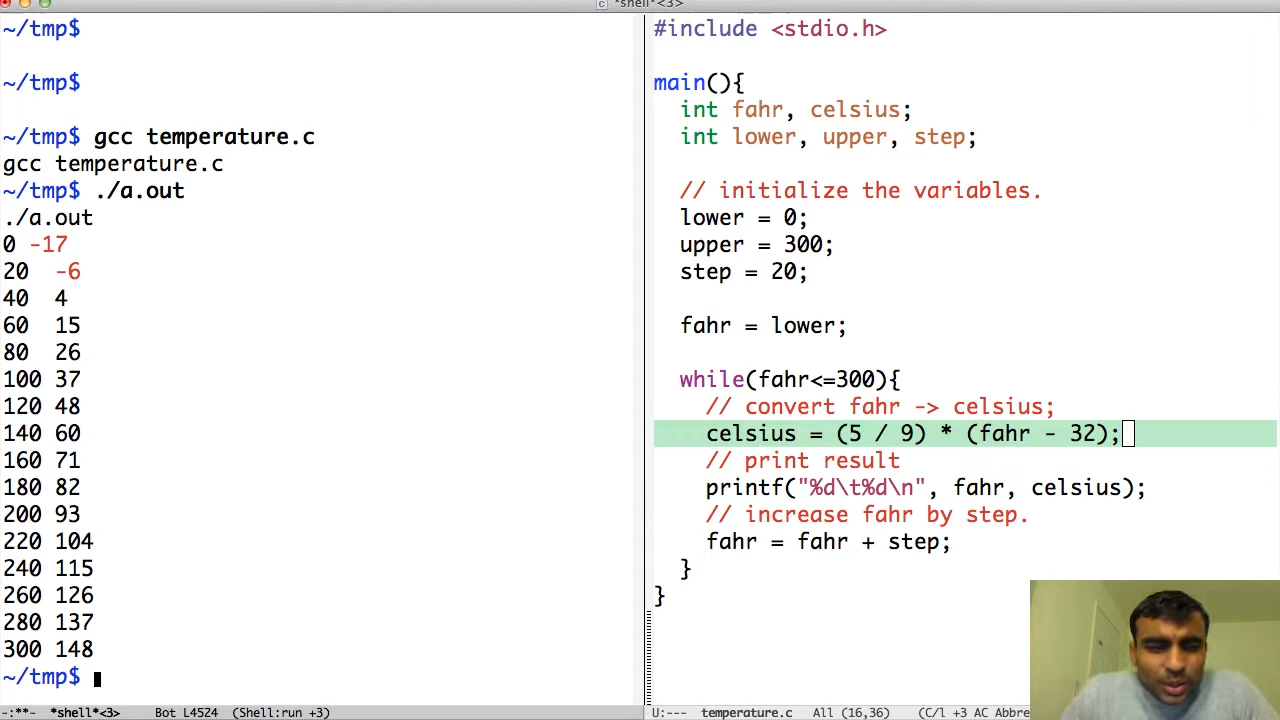 *shell*<3>
~/tmp$
~/tmp$
~/tmp$ gcc temperature.c
gcc temperature.c
~/tmp$ ./a.out
./a.out
0 -17
20 -6
40 4
60 15
80 26
100 37
120 48
140 60
160 71
180 82
200 93
220 104
240 115
260 126
280 137
300 148
~/tmp$
-:**- *shell*<3> Bot L4524 (Shell:run +3)
#include <stdio.h>
main(){
int fahr, celsius;
int lower, upper, step;
// initialize the variables.
lower = 0;
upper = 300;
step = 20;
fahr = lower;
while(fahr<=300){
// convert fahr -> celsius;
celsius = (5 / 9) * (fahr - 32);
// print result
printf("%d\t%d\n", fahr, celsius);
// increase fahr by step.
fahr = fahr + step;
}
}
U:--- temperature.c All (16,36) (C/l +3 AC Abbre